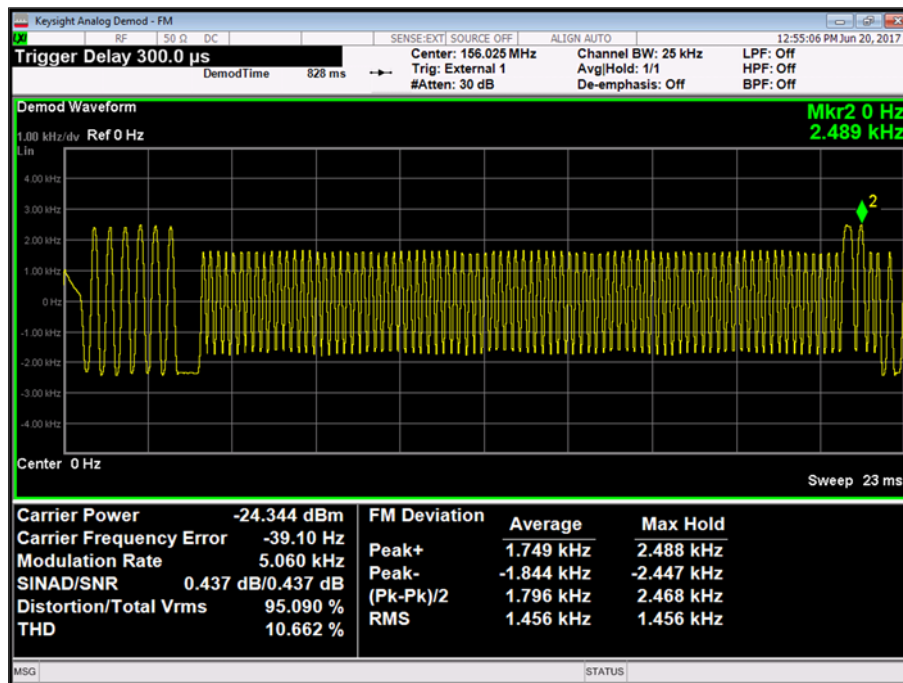 Keysight Analog Demod - FM
LXI RF 50 Ω DC SENSE:EXT SOURCE OFF ALIGN AUTO 12:55:06 PM Jun 20, 2017
Trigger Delay 300.0 µs
DemodTime 828 ms
Center: 156.025 MHz
Trig: External 1
#Atten: 30 dB
Channel BW: 25 kHz
Avg|Hold: 1/1
De-emphasis: Off
LPF: Off
HPF: Off
BPF: Off
Demod Waveform
Mkr2 0 Hz
2.489 kHz
1.00 kHz/dv Ref 0 Hz
Lin
4.00 kHz
3.00 kHz
2
2.00 kHz
1.00 kHz
0 Hz
-1.00 kHz
-2.00 kHz
-3.00 kHz
-4.00 kHz
Center 0 Hz
Sweep 23 ms
Carrier Power -24.344 dBm
Carrier Frequency Error -39.10 Hz
Modulation Rate 5.060 kHz
SINAD/SNR 0.437 dB/0.437 dB
Distortion/Total Vrms 95.090 %
THD 10.662 %
FM Deviation Average Max Hold
Peak+ 1.749 kHz 2.488 kHz
Peak- -1.844 kHz -2.447 kHz
(Pk-Pk)/2 1.796 kHz 2.468 kHz
RMS 1.456 kHz 1.456 kHz
MSG STATUS